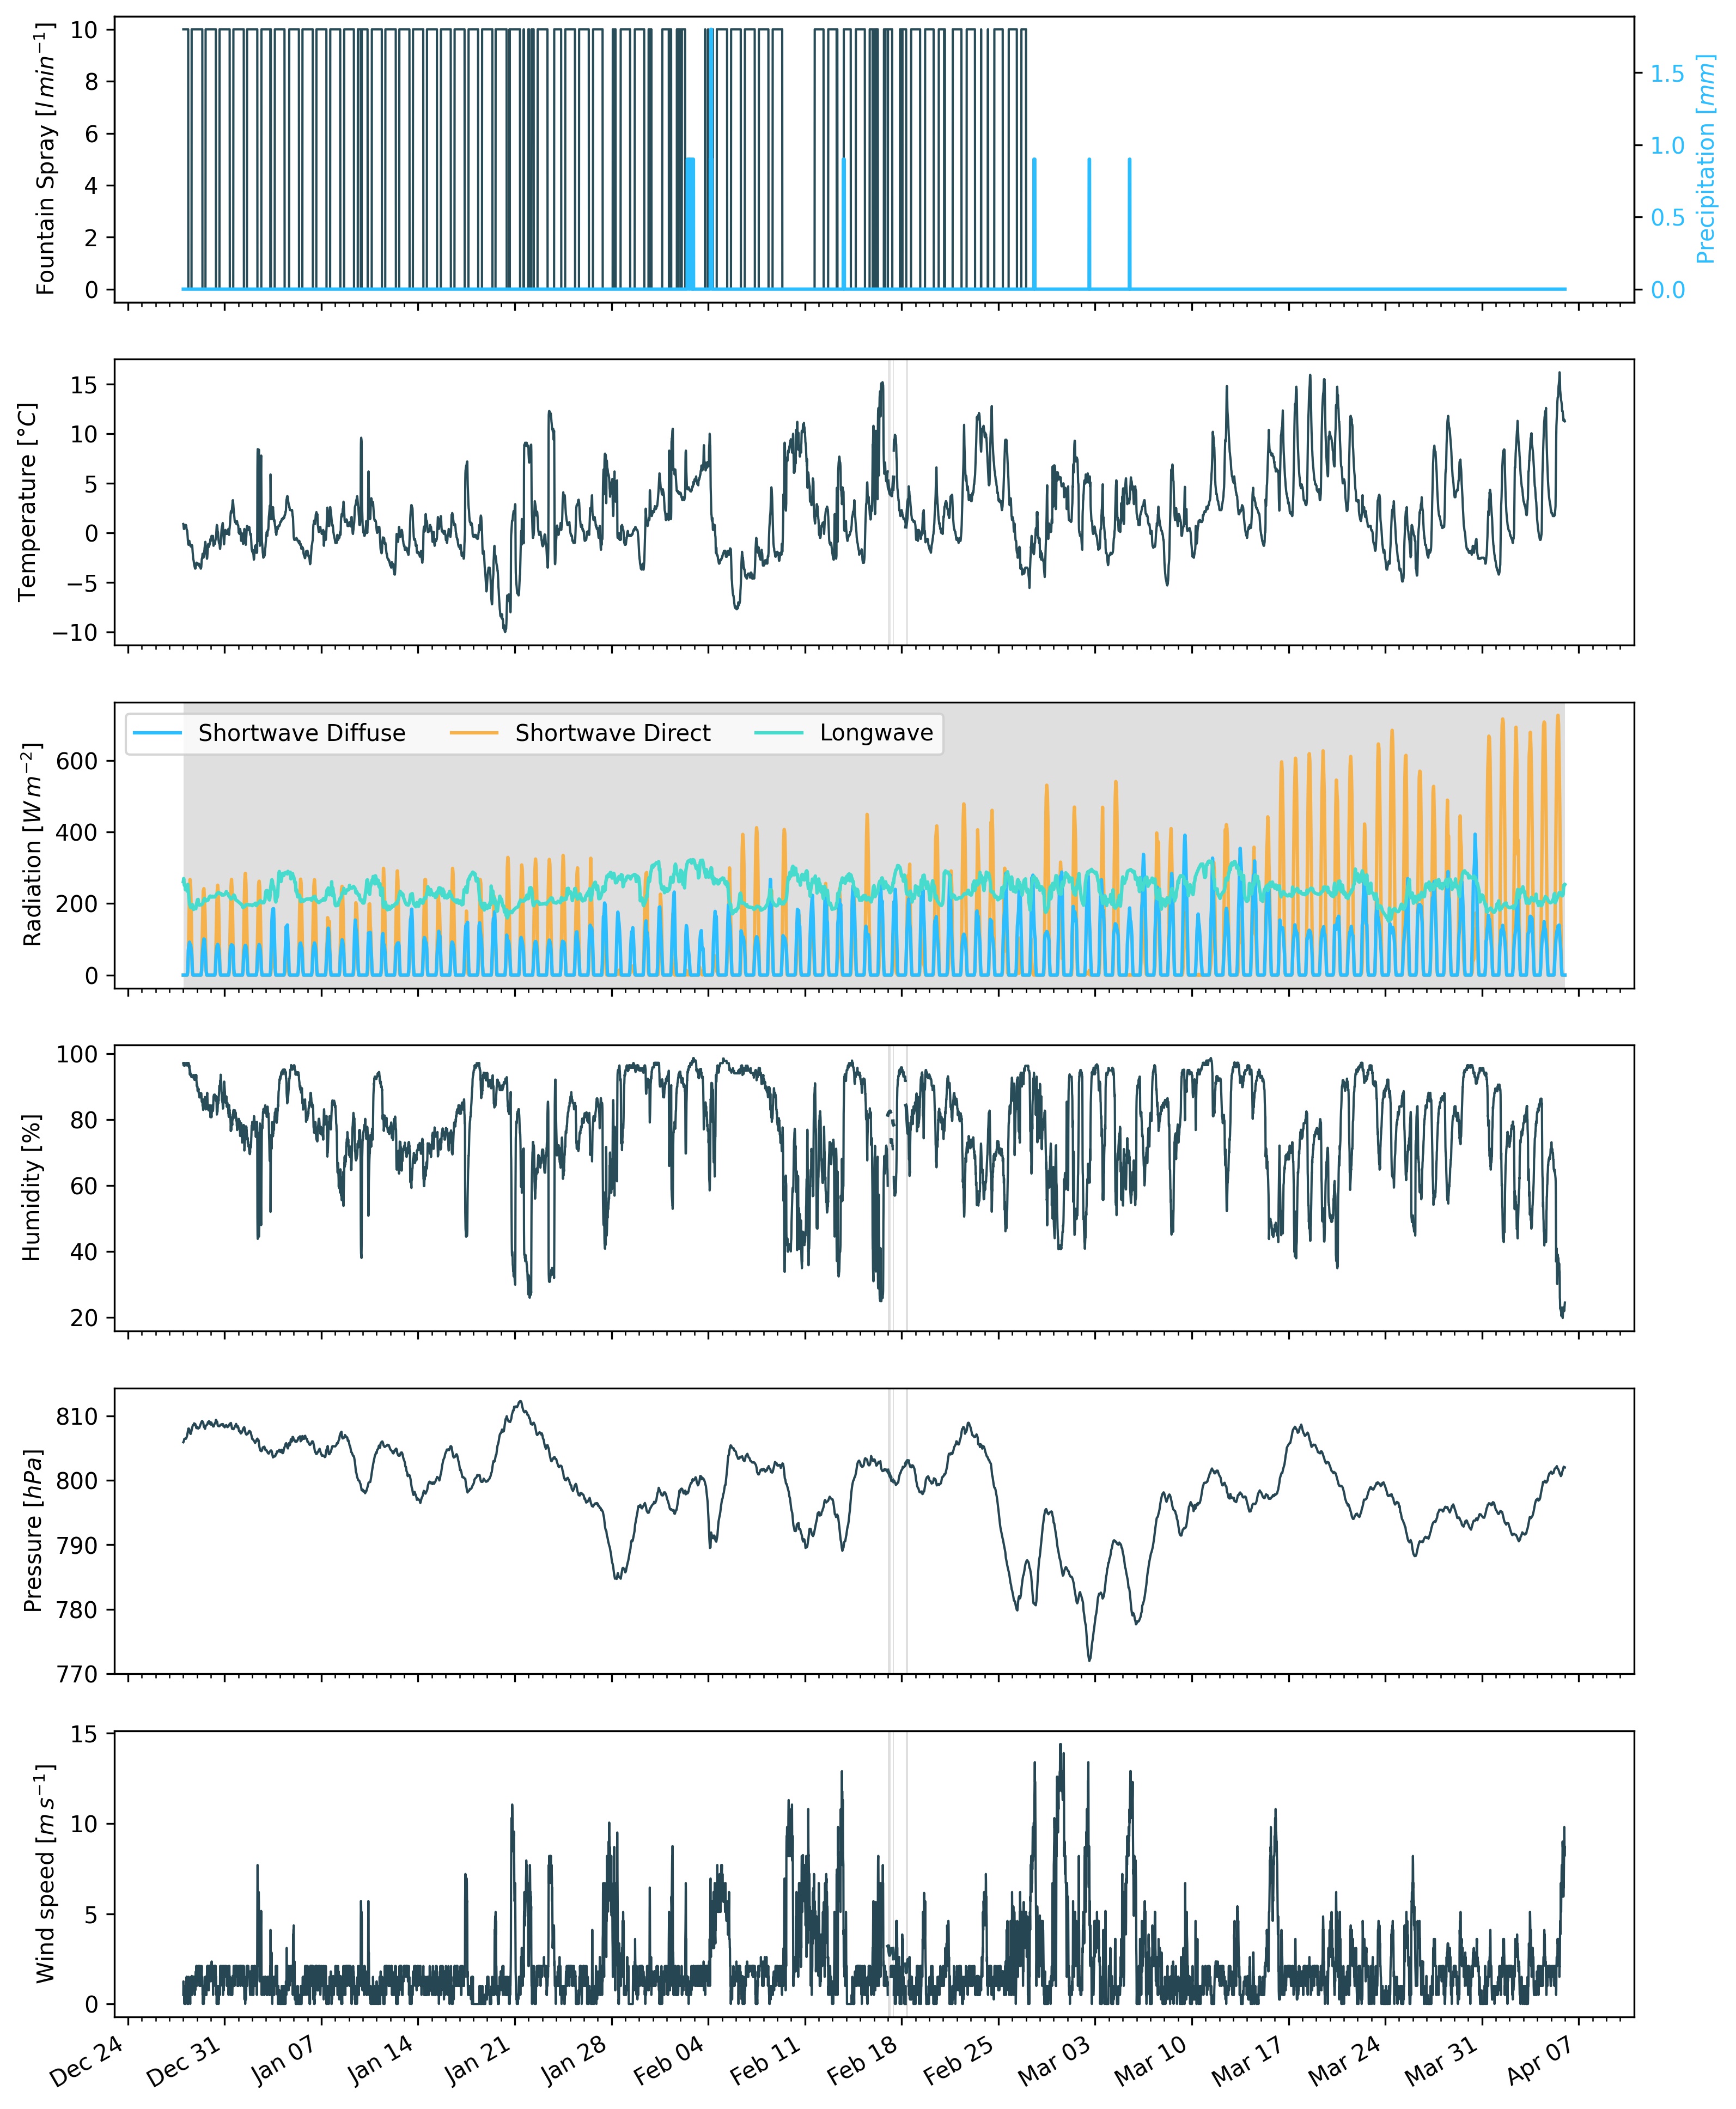 Fountain Spray [l min⁻¹]
10
8
6
4
2
0
1.5
1.0
0.5
0.0
Precipitation [mm]
Temperature [°C]
15
10
5
0
−5
−10
Radiation [W m⁻²]
600
400
200
0
Shortwave Diffuse
Shortwave Direct
Longwave
Humidity [%]
100
80
60
40
20
Pressure [hPa]
810
800
790
780
770
Wind speed [m s⁻¹]
15
10
5
0
Dec 24
Dec 31
Jan 07
Jan 14
Jan 21
Jan 28
Feb 04
Feb 11
Feb 18
Feb 25
Mar 03
Mar 10
Mar 17
Mar 24
Mar 31
Apr 07